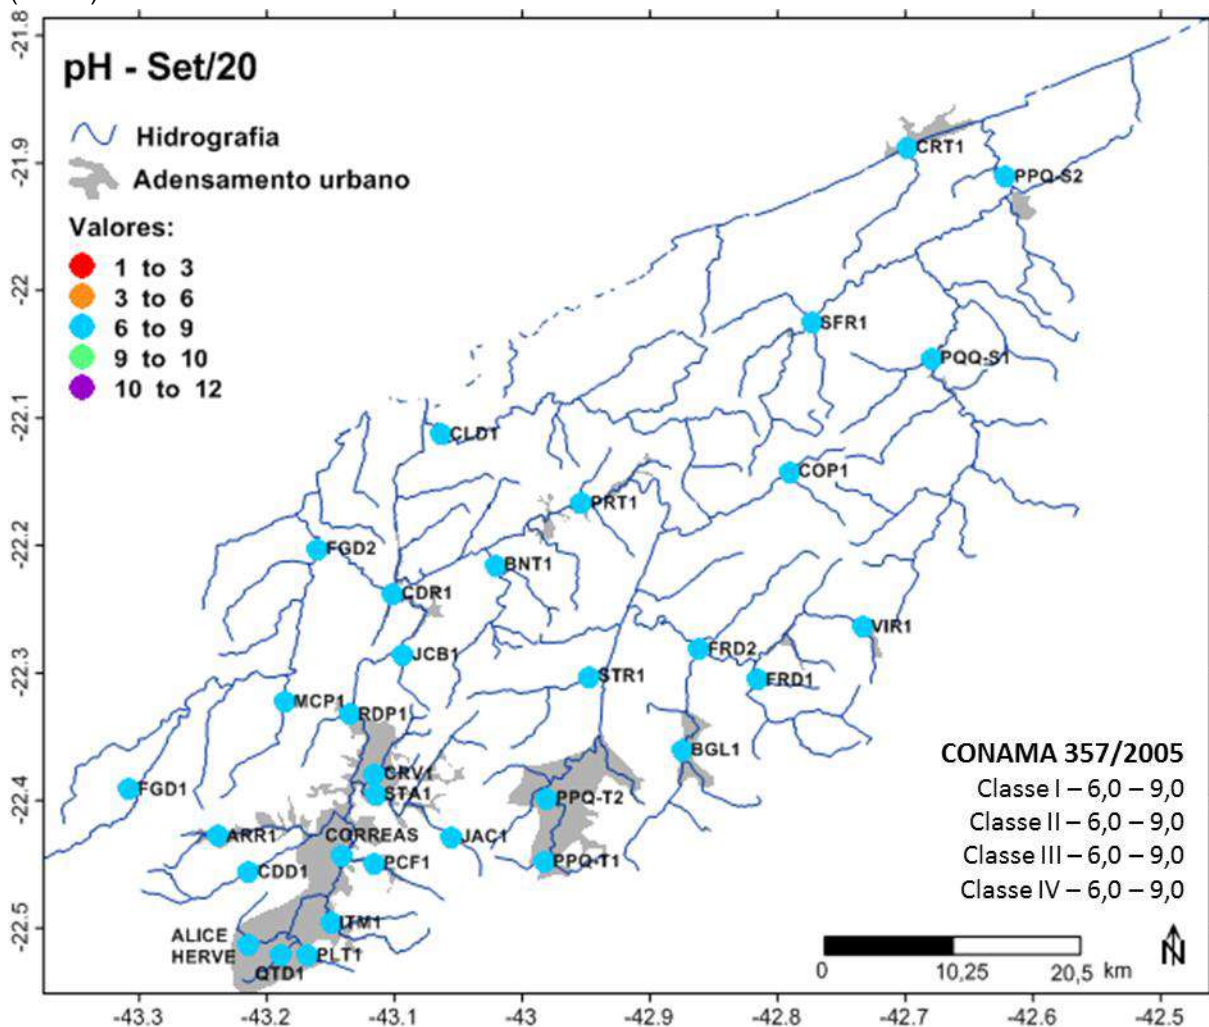 pH - Set/20
Hidrografia
Adensamento urbano
Valores:
1 to 3
3 to 6
6 to 9
9 to 10
10 to 12
-21.8
-21.9
-22
-22.1
-22.2
-22.3
-22.4
-22.5
CRT1
PPQ-S2
SFR1
PQQ-S1
CLD1
COP1
PRT1
FGD2
BNT1
CDR1
VIR1
JCB1
FRD2
STR1
FRD1
MCP1
RDP1
BGL1
CRV1
FGD1
STA1
PPQ-T2
ARR1
CORREAS
JAC1
CDD1
PCF1
PPQ-T1
ITM1
ALICE
HERVE
PLT1
QTD1
CONAMA 357/2005
Classe I – 6,0 – 9,0
Classe II – 6,0 – 9,0
Classe III – 6,0 – 9,0
Classe IV – 6,0 – 9,0
N
0 10,25 20,5 km
-43.3 -43.2 -43.1 -43 -42.9 -42.8 -42.7 -42.6 -42.5